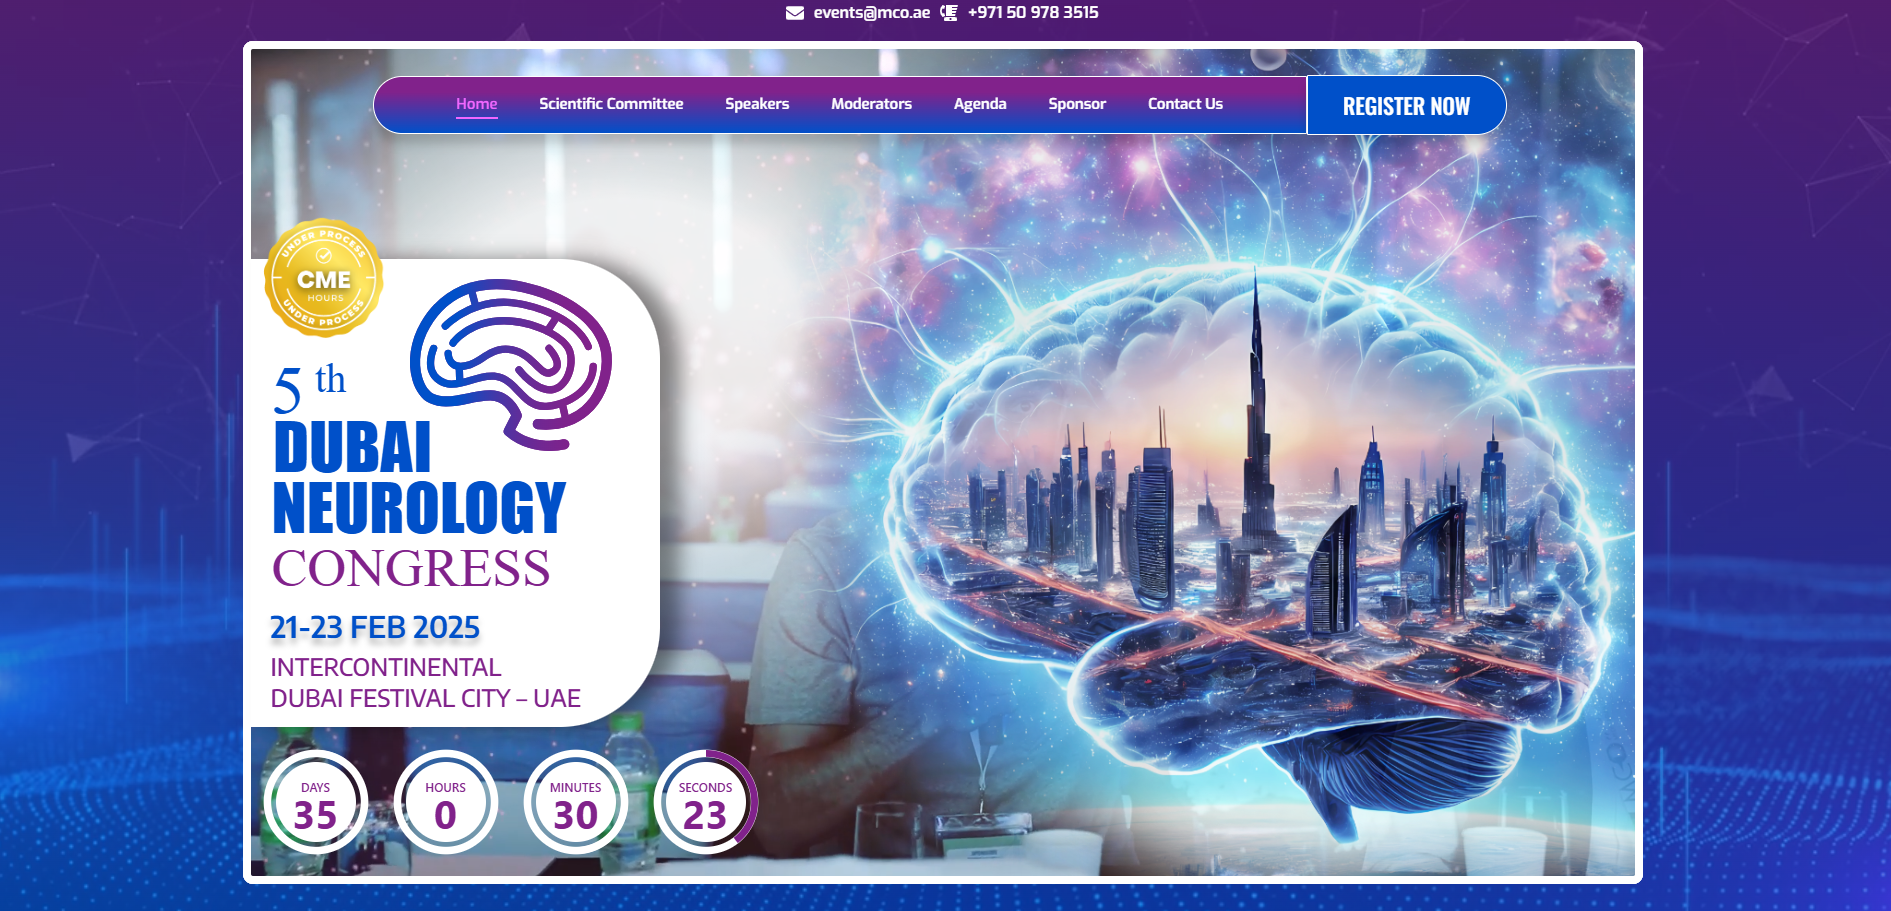 events@mco.ae +971 50 978 3515
Home Scientific Committee Speakers Moderators Agenda Sponsor Contact Us REGISTER NOW
UNDER PROCESS
CME
HOURS
UNDER PROCESS
5 th
DUBAI
NEUROLOGY
CONGRESS
21-23 FEB 2025
INTERCONTINENTAL
DUBAI FESTIVAL CITY – UAE
DAYS HOURS MINUTES SECONDS
35 0 30 23